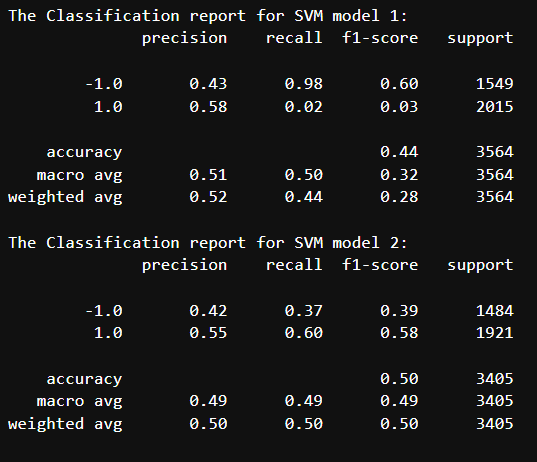 The Classification report for SVM model 1:
precision recall f1-score support
-1.0 0.43 0.98 0.60 1549
1.0 0.58 0.02 0.03 2015
accuracy 0.44 3564
macro avg 0.51 0.50 0.32 3564
weighted avg 0.52 0.44 0.28 3564
The Classification report for SVM model 2:
precision recall f1-score support
-1.0 0.42 0.37 0.39 1484
1.0 0.55 0.60 0.58 1921
accuracy 0.50 3405
macro avg 0.49 0.49 0.49 3405
weighted avg 0.50 0.50 0.50 3405